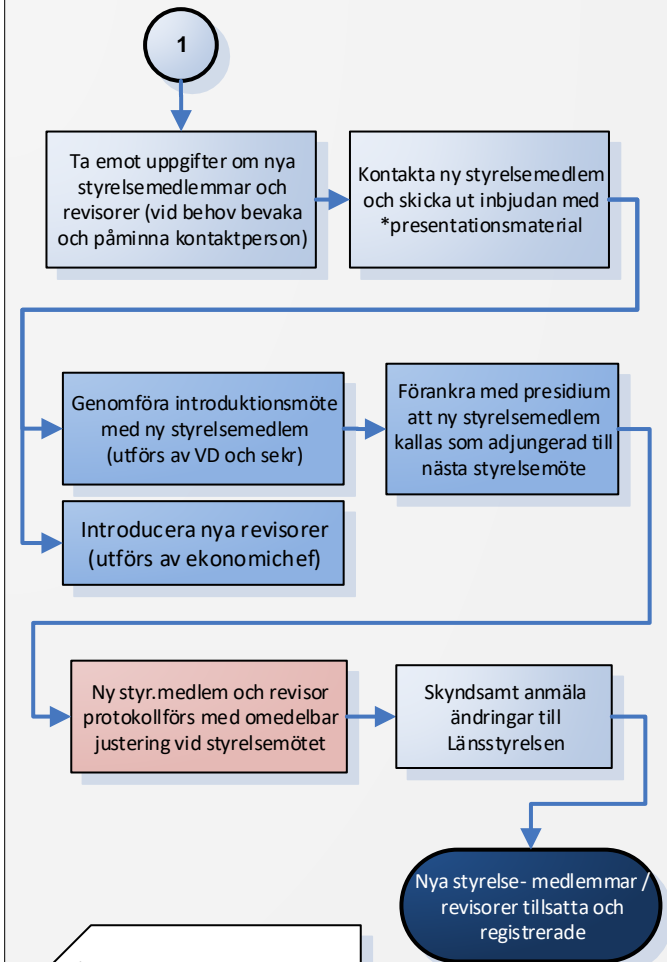 1
Ta emot uppgifter om nya
styrelsemedlemmar och
revisorer (vid behov bevaka
och påminna kontaktperson)
Kontakta ny styrelsemedlem
och skicka ut inbjudan med
*presentationsmaterial
Genomföra introduktionsmöte
med ny styrelsemedlem
(utförs av VD och sekr)
Förankra med presidium
att ny styrelsemedlem
kallas som adjungerad till
nästa styrelsemöte
Introducera nya revisorer
(utförs av ekonomichef)
Ny styr.medlem och revisor
protokollförs med omedelbar
justering vid styrelsemötet
Skyndsamt anmäla
ändringar till
Länsstyrelsen
Nya styrelse- medlemmar /
revisorer tillsatta och
registrerade